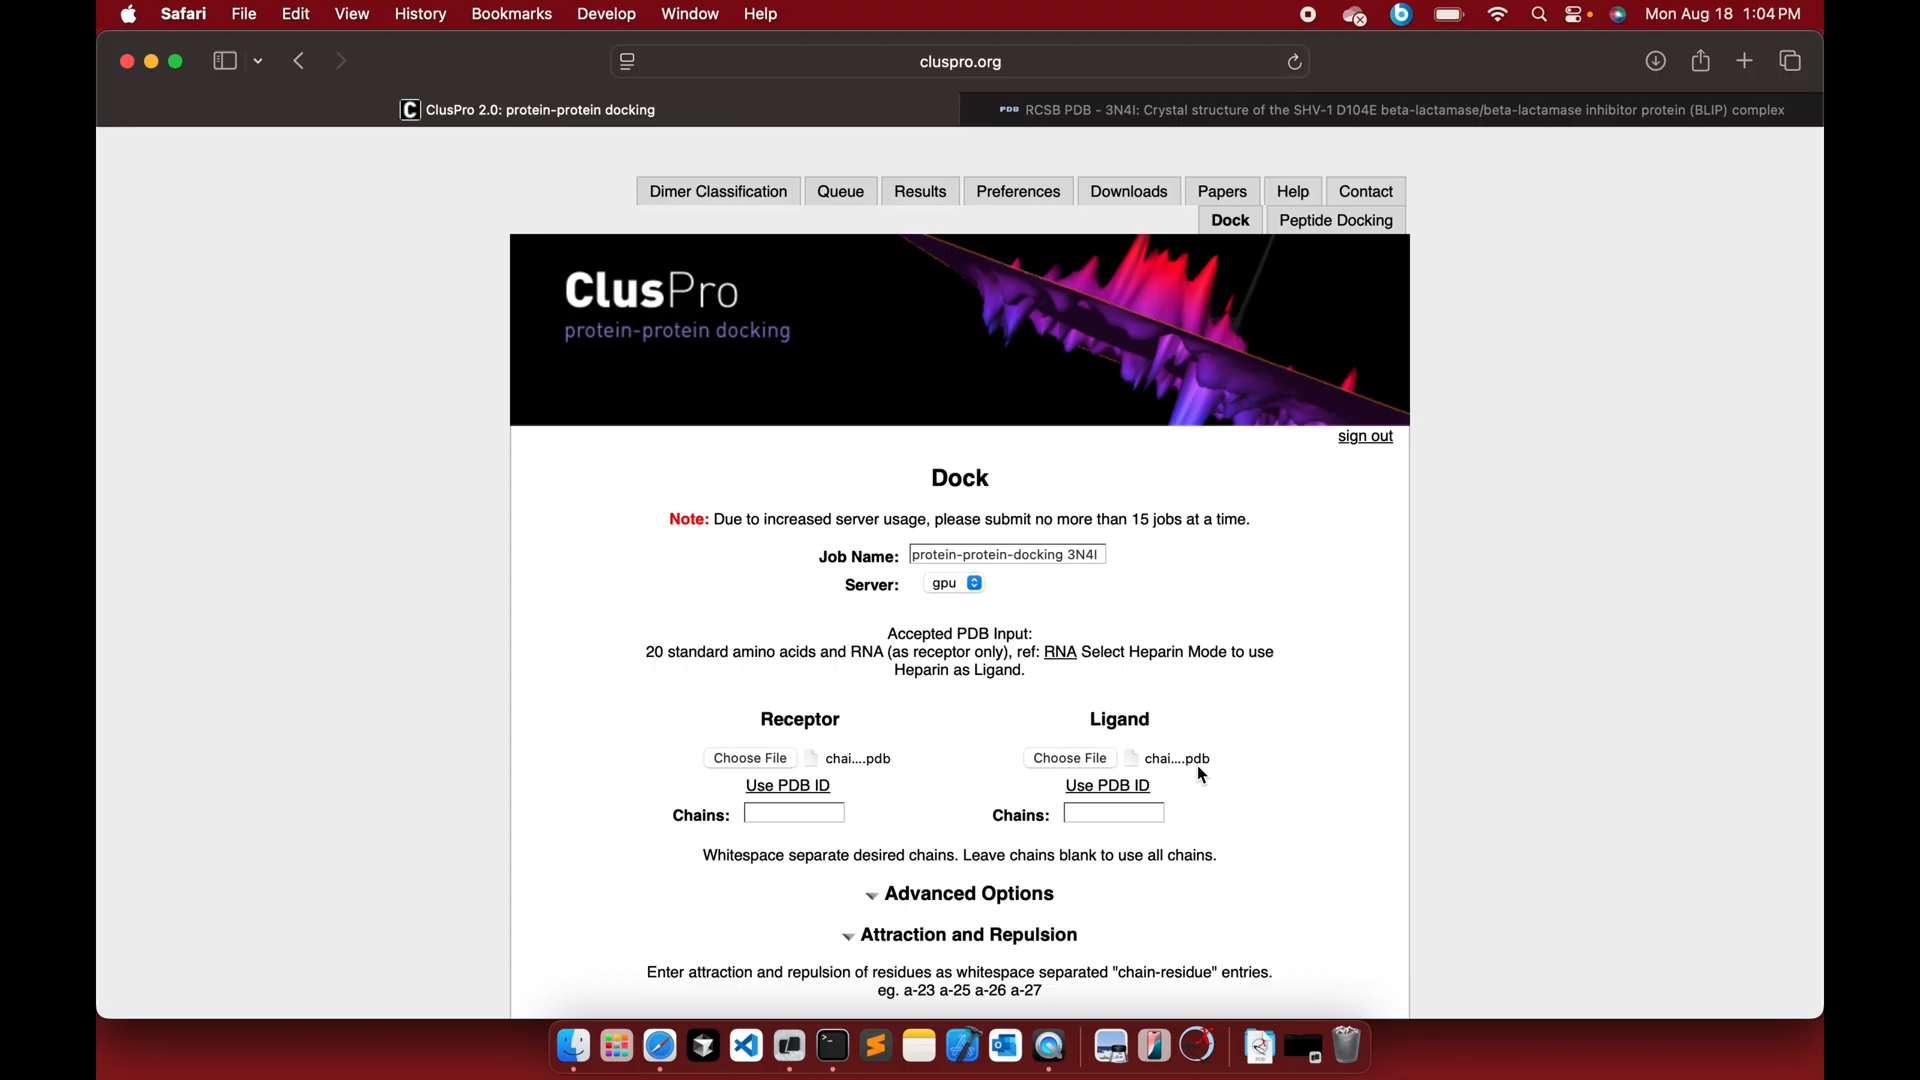 Safari File Edit View History Bookmarks Develop Window Help Mon Aug 18 1:04 PM
cluspro.org
C ClusPro 2.0: protein-protein docking
PDB RCSB PDB - 3N4I: Crystal structure of the SHV-1 D104E beta-lactamase/beta-lactamase inhibitor protein (BLIP) complex
Dimer Classification Queue Results Preferences Downloads Papers Help Contact
Dock Peptide Docking
ClusPro
protein-protein docking
sign out
Dock
Note: Due to increased server usage, please submit no more than 15 jobs at a time.
Job Name: protein-protein-docking 3N4I
Server: gpu
Accepted PDB Input:
20 standard amino acids and RNA (as receptor only), ref: RNA Select Heparin Mode to use
Heparin as Ligand.
Receptor Ligand
Choose File chai....pdb Choose File chai....pdb
Use PDB ID Use PDB ID
Chains: Chains:
Whitespace separate desired chains. Leave chains blank to use all chains.
Advanced Options
Attraction and Repulsion
Enter attraction and repulsion of residues as whitespace separated "chain-residue" entries.
eg. a-23 a-25 a-26 a-27